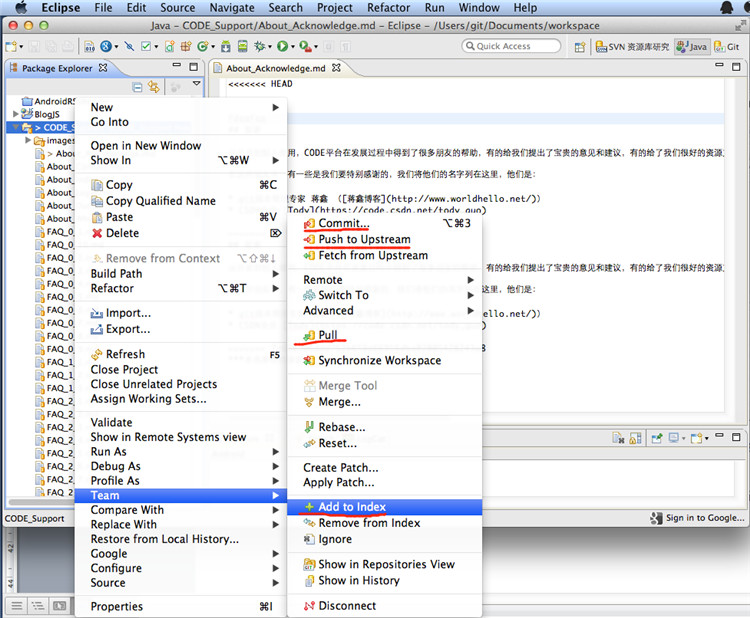 Eclipse File Edit Source Navigate Search Project Refactor Run Window Help
Java - CODE_Support/About_Acknowledge.md - Eclipse - /Users/git/Documents/workspace
Quick Access
SVN 资源库研究
Java
Git
Package Explorer
About_Acknowledge.md
AndroidRS
BlogJS
> CODE_S
images
> Abou
About_
About_
About_
About_
FAQ_0
FAQ_0
FAQ_0
FAQ_0
FAQ_0
FAQ_0
FAQ_0
FAQ_0
FAQ_0
FAQ_1
FAQ_1
FAQ_2
FAQ_2
FAQ_2
FAQ_2
FAQ_2
FAQ_2
FAQ_2
<<<<<<< HEAD
用，CODE平台在发展过程中得到了很多朋友的帮助，有的给我们提出了宝贵的意见和建议，有的给了我们很好的资源
有一些是我们要特别感谢的，我们将他们的名字列在这里，他们是：
专家 蒋鑫 （[蒋鑫博客](http://www.worldhello.net/))
Tody](https://code.csdn.net/tody_guo)
有的给我们提出了宝贵的意见和建议，有的给了我们很好的资源
这里，他们是：
worldhello.net/))
New
Go Into
Open in New Window
Show In ⌥⌘W
Copy ⌘C
Copy Qualified Name
Paste ⌘V
Delete ⌦
Remove from Context ⌥⇧⌘↓
Build Path
Refactor ⌥⌘T
Import...
Export...
Refresh F5
Close Project
Close Unrelated Projects
Assign Working Sets...
Validate
Show in Remote Systems view
Run As
Debug As
Profile As
Team
Compare With
Replace With
Restore from Local History...
Google
Configure
Source
Properties ⌘I
Commit... ⌥⌘3
Push to Upstream
Fetch from Upstream
Remote
Switch To
Advanced
Pull
Synchronize Workspace
Merge Tool
Merge...
Rebase...
Reset...
Create Patch...
Apply Patch...
Add to Index
Remove from Index
Ignore
Show in Repositories View
Show in History
Disconnect
CODE_Support
Sign in to Google...
42
44